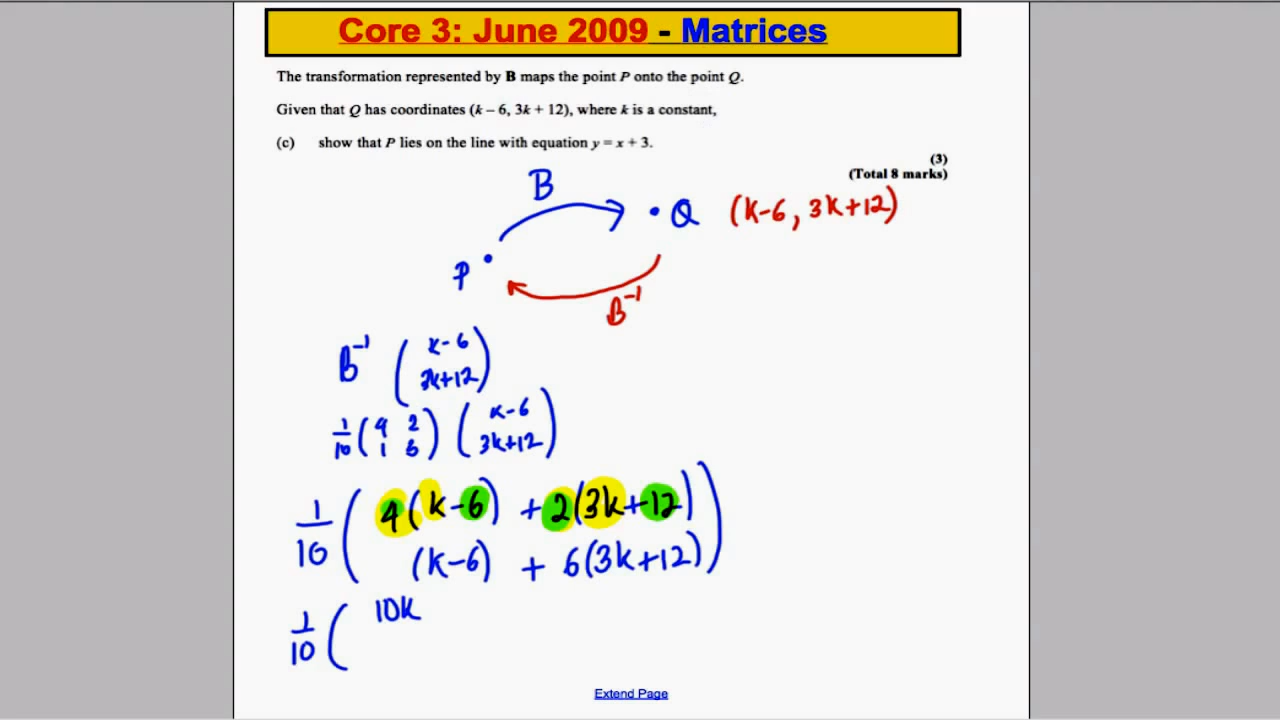 Core 3: June 2009 - Matrices
The transformation represented by B maps the point P onto the point Q.
Given that Q has coordinates (k – 6, 3k + 12), where k is a constant,
(c) show that P lies on the line with equation y = x + 3.
(3)
(Total 8 marks)
B
Q (k-6, 3k+12)
P
B⁻¹
B⁻¹ (k-6
3k+12)
1/10 (4 2
1 6) (k-6
3k+12)
1/10 (4(k-6) + 2(3k+12)
(k-6) + 6(3k+12))
1/10 (10k
Extend Page